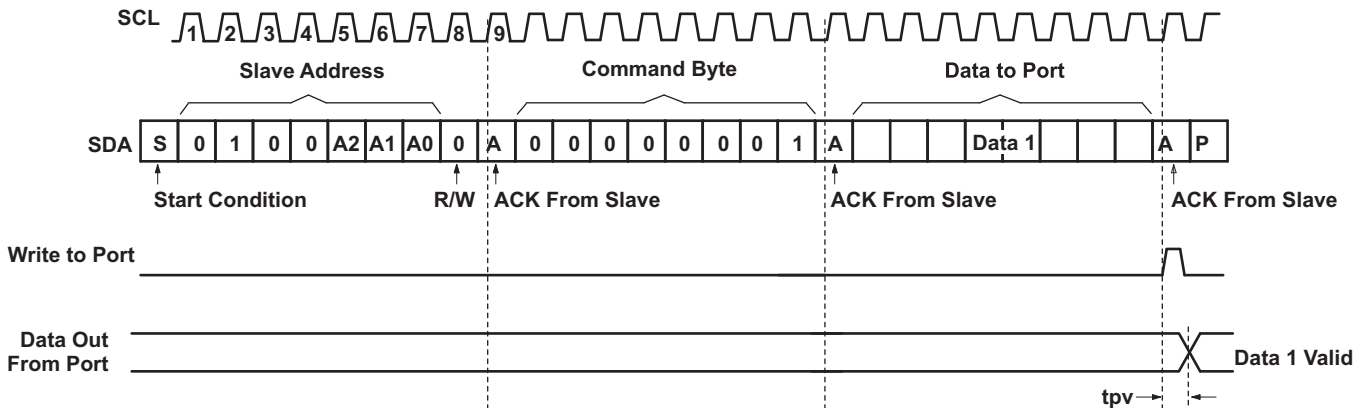 SCL 1 2 3 4 5 6 7 8 9
Slave Address Command Byte Data to Port
SDA S 0 1 0 0 A2 A1 A0 0 A 0 0 0 0 0 0 0 1 A Data 1 A P
Start Condition R/W ACK From Slave ACK From Slave ACK From Slave
Write to Port
Data Out
From Port
Data 1 Valid
tpv